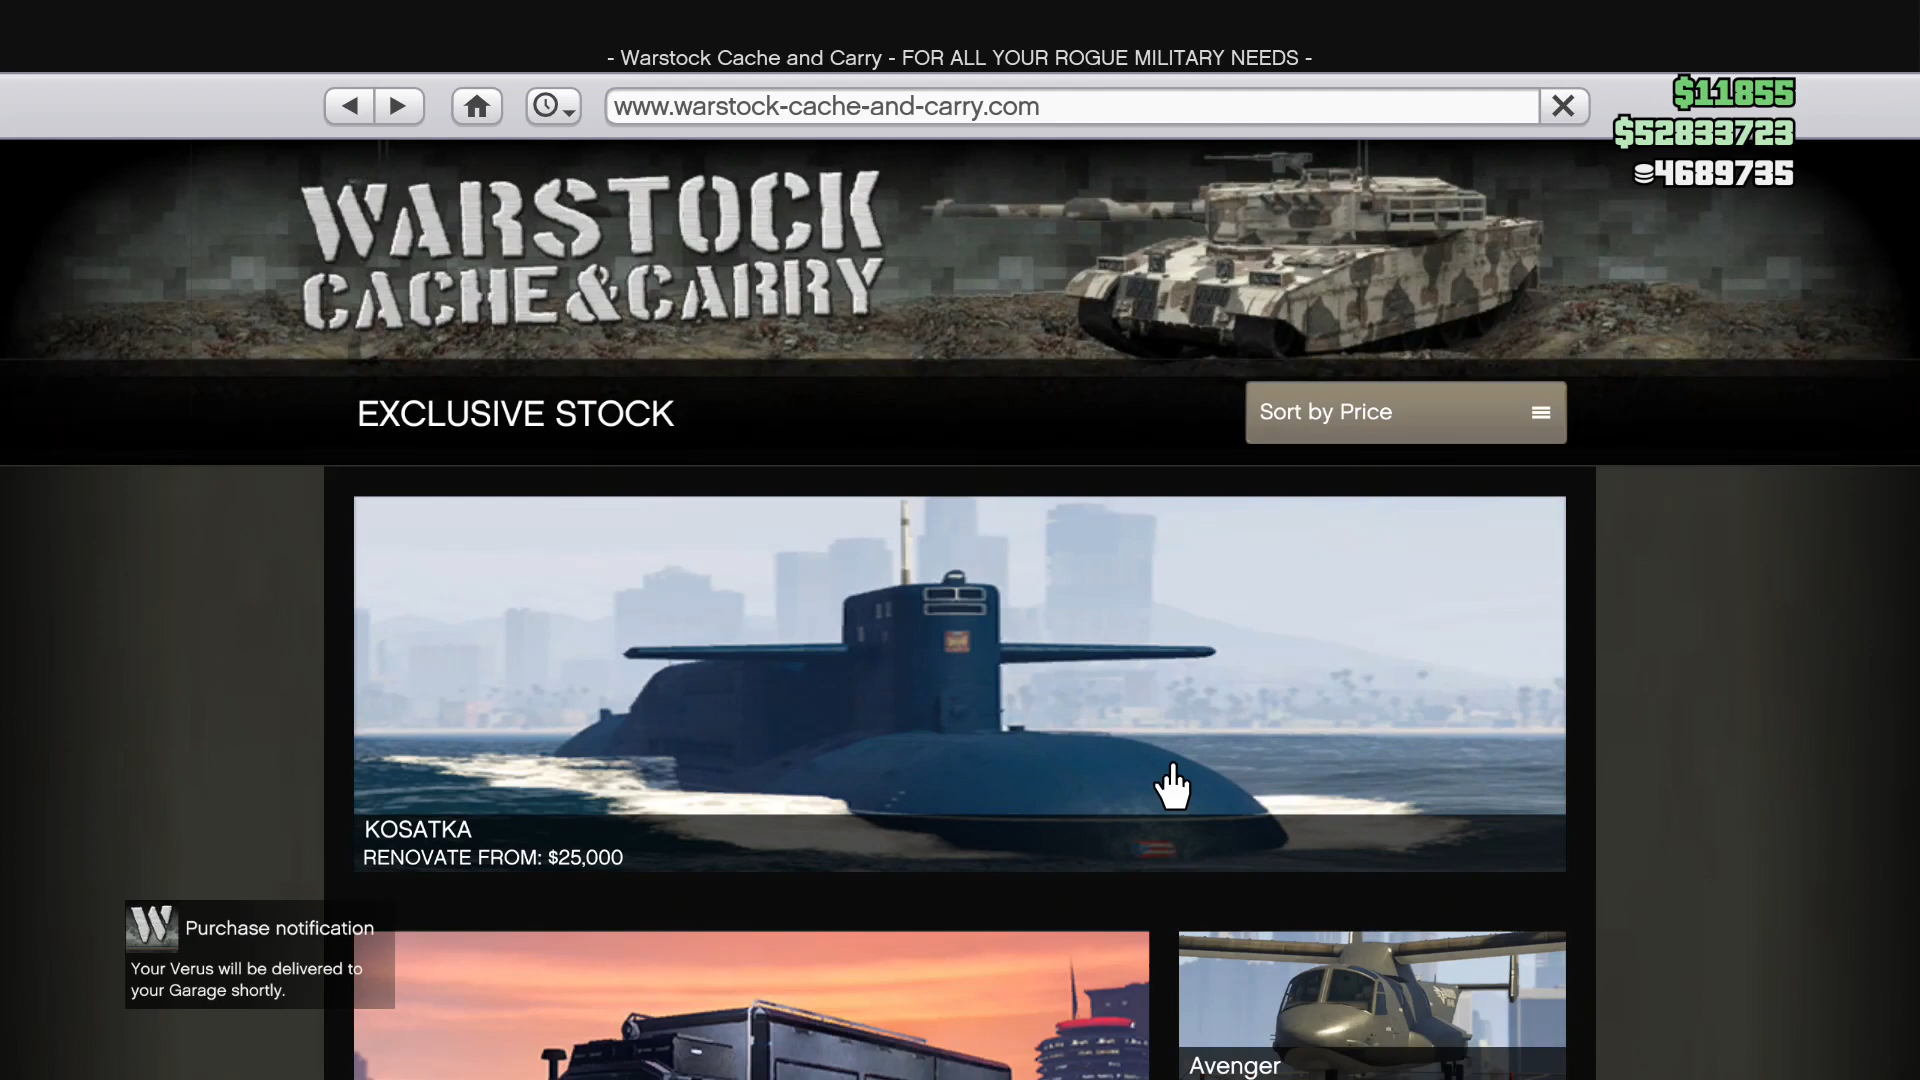 - Warstock Cache and Carry - FOR ALL YOUR ROGUE MILITARY NEEDS -
www.warstock-cache-and-carry.com
$11855
$52833723
4689735
WARSTOCK
CACHE&CARRY
EXCLUSIVE STOCK
Sort by Price
KOSATKA
RENOVATE FROM: $25,000
W
Purchase notification
Your Verus will be delivered to
your Garage shortly.
Avenger